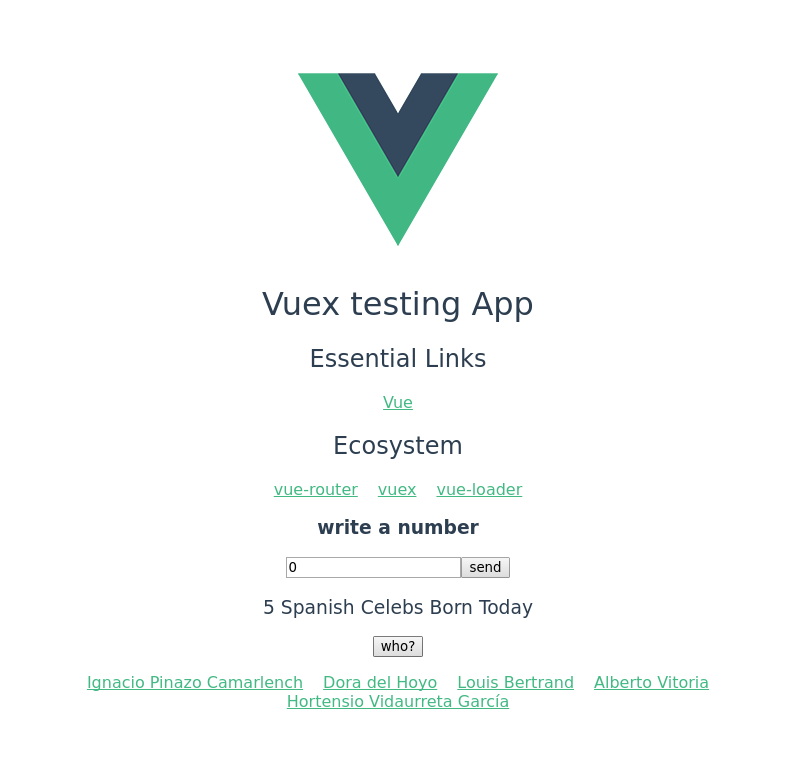 Vuex testing App
Essential Links
Vue
Ecosystem
vue-router vuex vue-loader
write a number
0 send
5 Spanish Celebs Born Today
who?
Ignacio Pinazo Camarlench Dora del Hoyo Louis Bertrand Alberto Vitoria
Hortensio Vidaurreta García